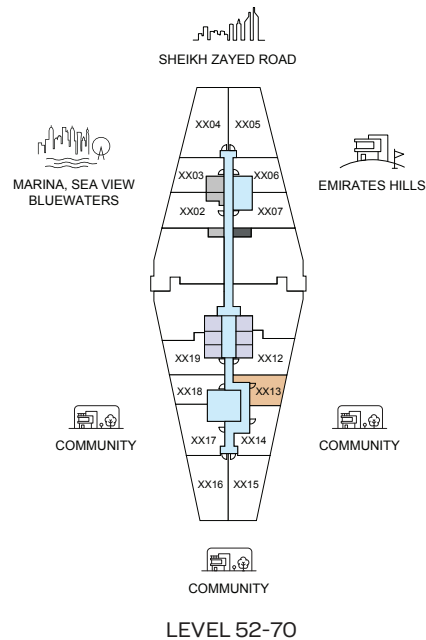 SHEIKH ZAYED ROAD
XX04 XX05
MARINA, SEA VIEW
BLUEWATERS
XX03 XX06
EMIRATES HILLS
XX02 XX07
XX19 XX12
XX18 XX13
COMMUNITY
XX17 XX14
COMMUNITY
XX16 XX15
COMMUNITY
LEVEL 52-70